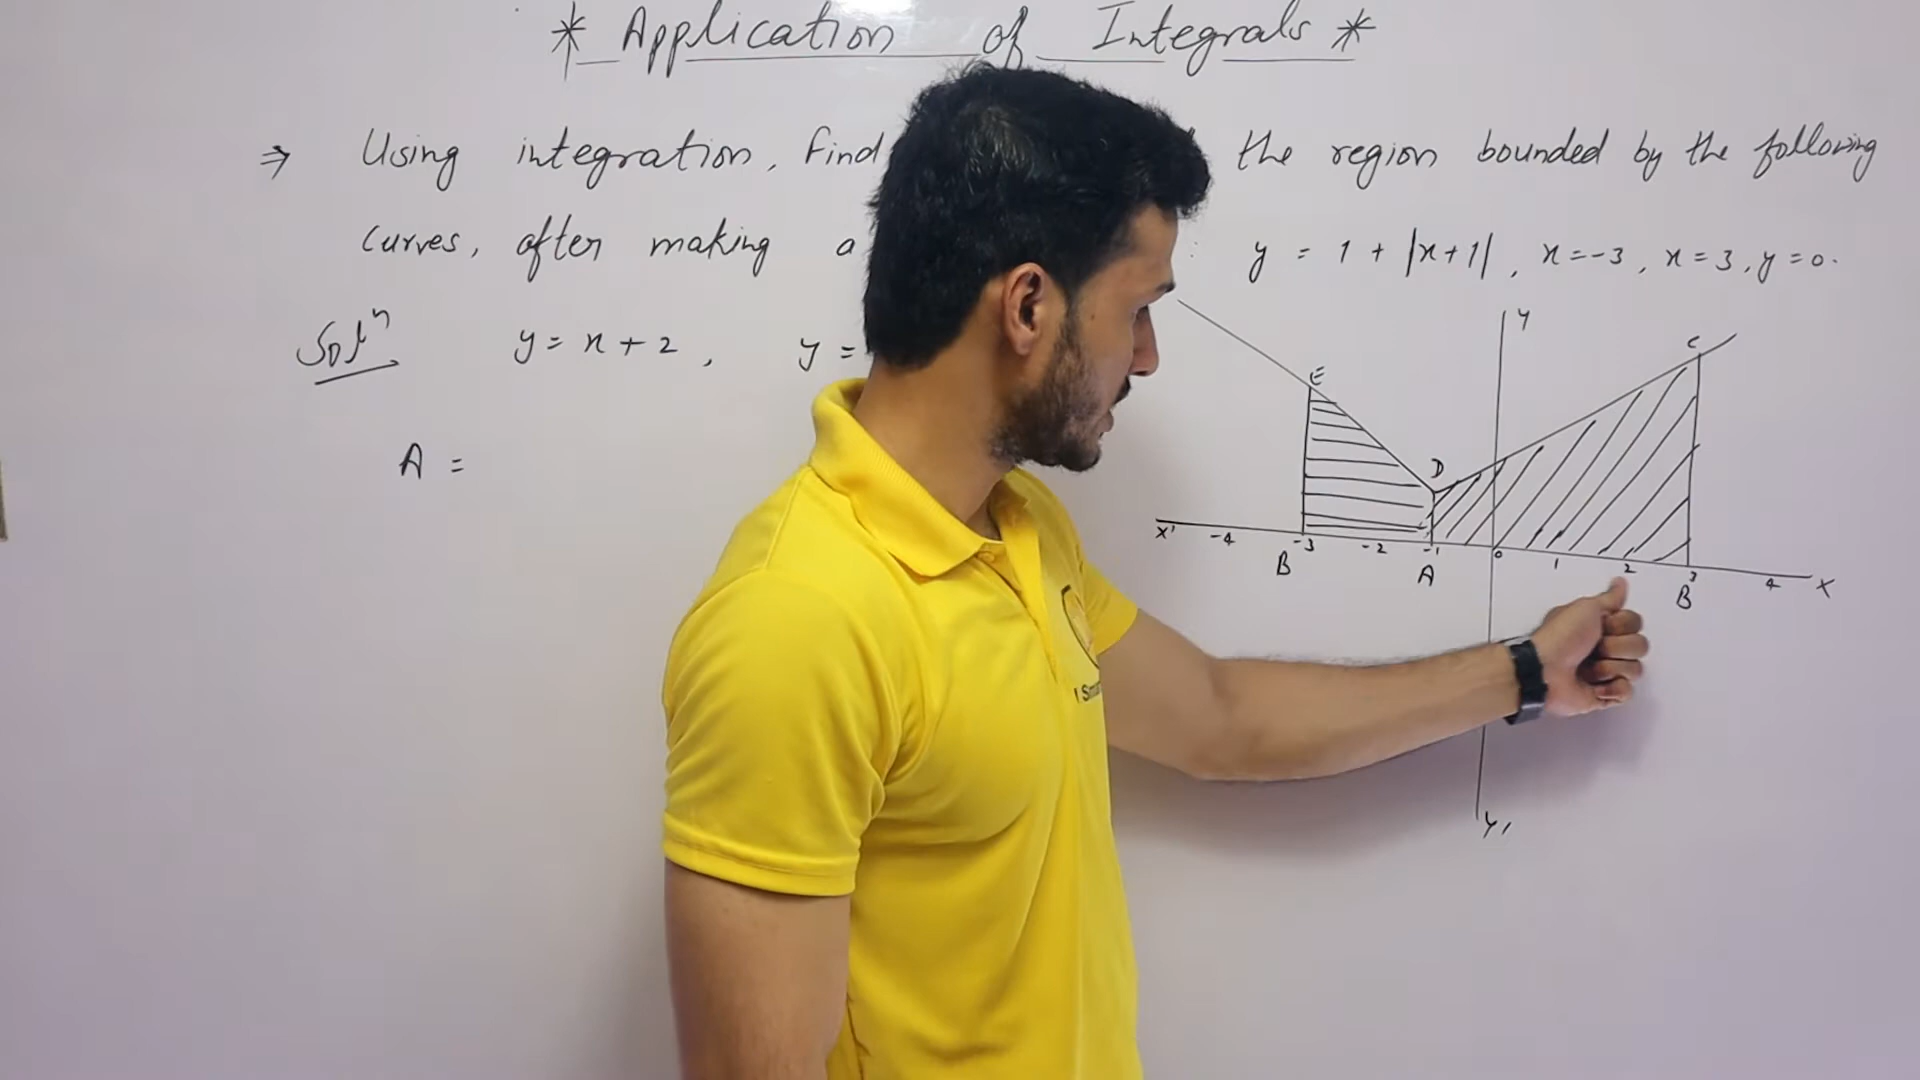 * Application of Integrals *
⇒ Using integration, Find the region bounded by the following
curves, after making a : y = 1 + |x+1|, x=-3, x=3, y=0.
Solⁿ y = x + 2, y =
A =
Y
C
E
D
X' -4 -3 -2 -1 0 1 2 3 4 X
B A B
Y'